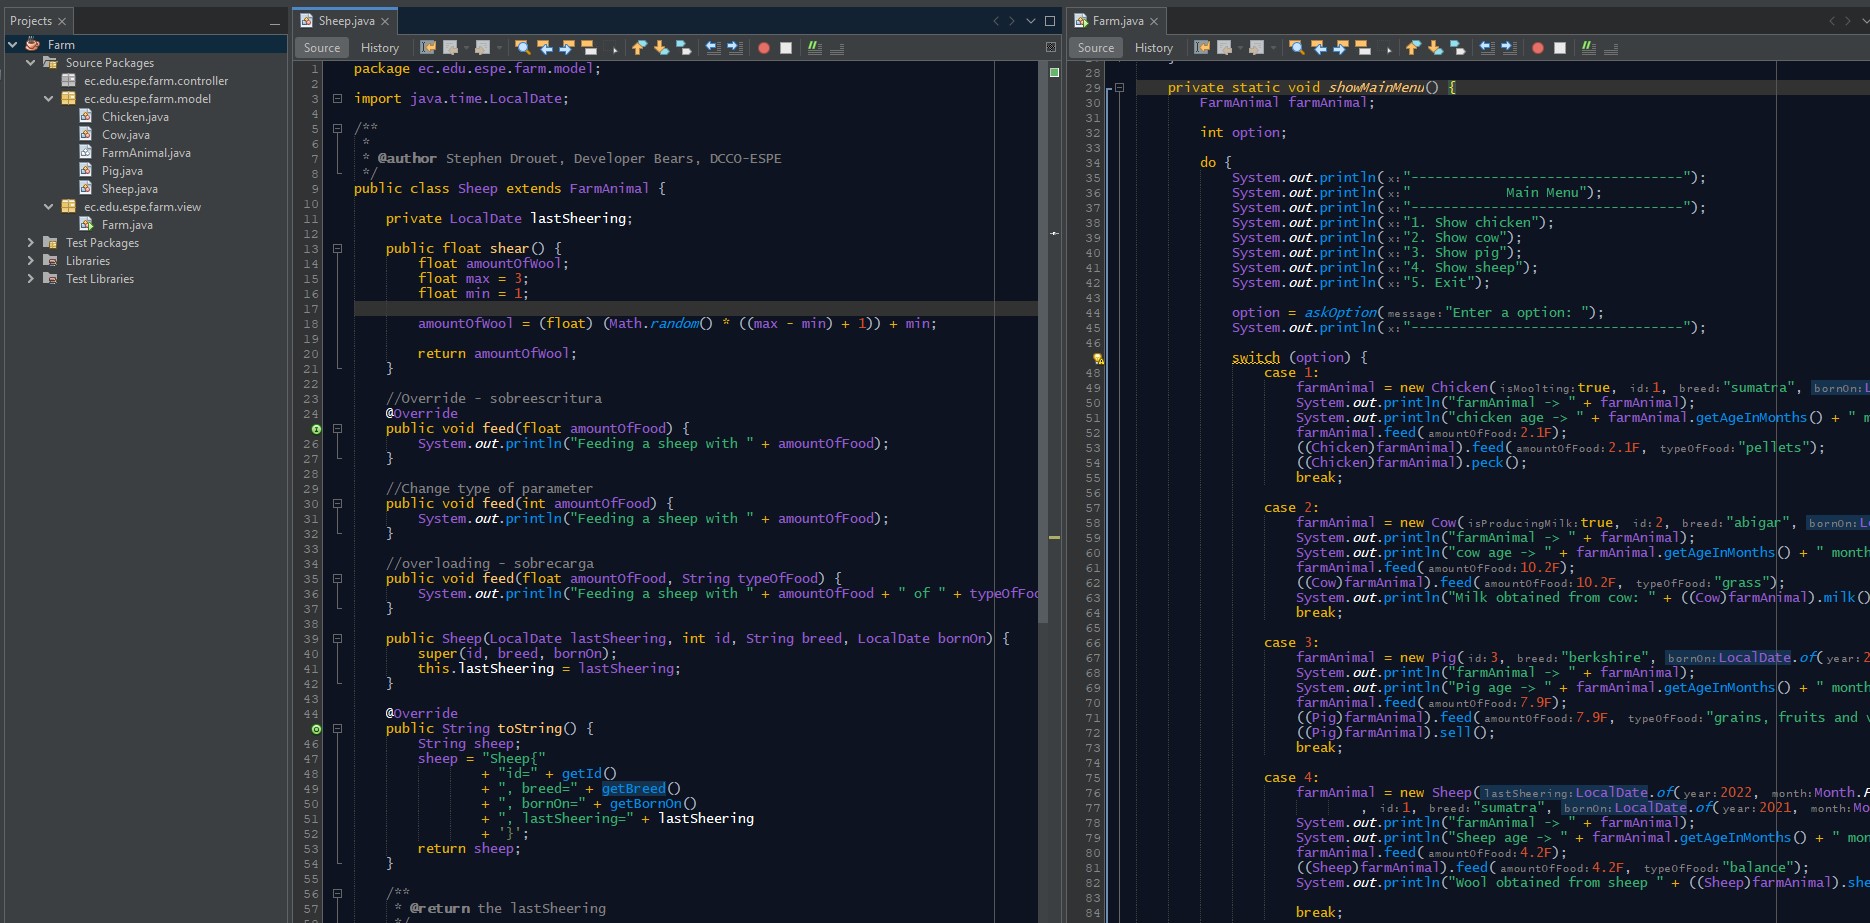 Projects
Farm
Source Packages
ec.edu.espe.farm.controller
ec.edu.espe.farm.model
Chicken.java
Cow.java
FarmAnimal.java
Pig.java
Sheep.java
ec.edu.espe.farm.view
Farm.java
Test Packages
Libraries
Test Libraries
Sheep.java
Source History
1 package ec.edu.espe.farm.model;
2
3 import java.time.LocalDate;
4
5 /**
6 *
7 * @author Stephen Drouet, Developer Bears, DCCO-ESPE
8 */
9 public class Sheep extends FarmAnimal {
10
11 private LocalDate lastSheering;
12
13 public float shear() {
14 float amountOfWool;
15 float max = 3;
16 float min = 1;
17
18 amountOfWool = (float) (Math.random() * ((max - min) + 1)) + min;
19
20 return amountOfWool;
21 }
22
23 //Override - sobreescritura
24 @Override
public void feed(float amountOfFood) {
26 System.out.println("Feeding a sheep with " + amountOfFood);
27 }
28
29 //Change type of parameter
30 public void feed(int amountOfFood) {
31 System.out.println("Feeding a sheep with " + amountOfFood);
32 }
33
34 //overloading - sobrecarga
35 public void feed(float amountOfFood, String typeOfFood) {
36 System.out.println("Feeding a sheep with " + amountOfFood + " of " + typeOfFoo
37 }
38
39 public Sheep(LocalDate lastSheering, int id, String breed, LocalDate bornOn) {
40 super(id, breed, bornOn);
41 this.lastSheering = lastSheering;
42 }
43
44 @Override
public String toString() {
46 String sheep;
47 sheep = "Sheep{"
48 + "id=" + getId()
49 + ", breed=" + getBreed()
50 + ", bornOn=" + getBornOn()
51 + ", lastSheering=" + lastSheering
52 + '}';
53 return sheep;
54 }
55
56 /**
57 * @return the lastSheering
Farm.java
Source History
28
29 private static void showMainMenu() {
30 FarmAnimal farmAnimal;
31
32 int option;
33
34 do {
35 System.out.println(x:"----------------------------------");
36 System.out.println(x:"            Main Menu");
37 System.out.println(x:"----------------------------------");
38 System.out.println(x:"1. Show chicken");
39 System.out.println(x:"2. Show cow");
40 System.out.println(x:"3. Show pig");
41 System.out.println(x:"4. Show sheep");
42 System.out.println(x:"5. Exit");
43
44 option = askOption(message:"Enter a option: ");
45 System.out.println(x:"----------------------------------");
46
switch (option) {
48 case 1:
49 farmAnimal = new Chicken(isMoolting:true, id:1, breed:"sumatra", bornOn:L
50 System.out.println("farmAnimal -> " + farmAnimal);
51 System.out.println("chicken age -> " + farmAnimal.getAgeInMonths() + " m
52 farmAnimal.feed(amountOfFood:2.1F);
53 ((Chicken)farmAnimal).feed(amountOfFood:2.1F, typeOfFood:"pellets");
54 ((Chicken)farmAnimal).peck();
55 break;
56
57 case 2:
58 farmAnimal = new Cow(isProducingMilk:true, id:2, breed:"abigar", bornOn:Lo
59 System.out.println("farmAnimal -> " + farmAnimal);
60 System.out.println("cow age -> " + farmAnimal.getAgeInMonths() + " month
61 farmAnimal.feed(amountOfFood:10.2F);
62 ((Cow)farmAnimal).feed(amountOfFood:10.2F, typeOfFood:"grass");
63 System.out.println("Milk obtained from cow: " + ((Cow)farmAnimal).milk()
64 break;
65
66 case 3:
67 farmAnimal = new Pig(id:3, breed:"berkshire", bornOn:LocalDate.of(year:2
68 System.out.println("farmAnimal -> " + farmAnimal);
69 System.out.println("Pig age -> " + farmAnimal.getAgeInMonths() + " month
70 farmAnimal.feed(amountOfFood:7.9F);
71 ((Pig)farmAnimal).feed(amountOfFood:7.9F, typeOfFood:"grains, fruits and v
72 ((Pig)farmAnimal).sell();
73 break;
74
75 case 4:
76 farmAnimal = new Sheep(lastSheering:LocalDate.of(year:2022, month:Month.F
77 , id:1, breed:"sumatra", bornOn:LocalDate.of(year:2021, month:Mo
78 System.out.println("farmAnimal -> " + farmAnimal);
79 System.out.println("Sheep age -> " + farmAnimal.getAgeInMonths() + " mon
80 farmAnimal.feed(amountOfFood:4.2F);
81 ((Sheep)farmAnimal).feed(amountOfFood:4.2F, typeOfFood:"balance");
82 System.out.println("Wool obtained from sheep " + ((Sheep)farmAnimal).she
83
84 break;